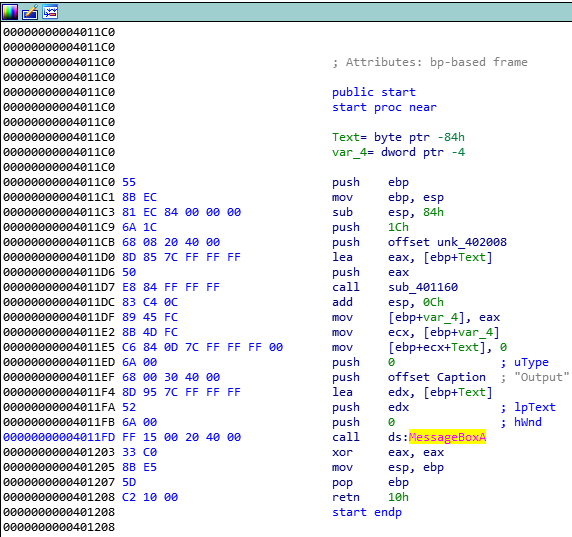 00000000004011C0
00000000004011C0
00000000004011C0 ; Attributes: bp-based frame
00000000004011C0
00000000004011C0 public start
00000000004011C0 start proc near
00000000004011C0
00000000004011C0 Text= byte ptr -84h
00000000004011C0 var_4= dword ptr -4
00000000004011C0
00000000004011C0 55 push ebp
00000000004011C1 8B EC mov ebp, esp
00000000004011C3 81 EC 84 00 00 00 sub esp, 84h
00000000004011C9 6A 1C push 1Ch
00000000004011CB 68 08 20 40 00 push offset unk_402008
00000000004011D0 8D 85 7C FF FF FF lea eax, [ebp+Text]
00000000004011D6 50 push eax
00000000004011D7 E8 84 FF FF FF call sub_401160
00000000004011DC 83 C4 0C add esp, 0Ch
00000000004011DF 89 45 FC mov [ebp+var_4], eax
00000000004011E2 8B 4D FC mov ecx, [ebp+var_4]
00000000004011E5 C6 84 0D 7C FF FF FF 00 mov [ebp+ecx+Text], 0
00000000004011ED 6A 00 push 0 ; uType
00000000004011EF 68 00 30 40 00 push offset Caption ; "Output"
00000000004011F4 8D 95 7C FF FF FF lea edx, [ebp+Text]
00000000004011FA 52 push edx ; lpText
00000000004011FB 6A 00 push 0 ; hWnd
00000000004011FD FF 15 00 20 40 00 call ds:MessageBoxA
0000000000401203 33 C0 xor eax, eax
0000000000401205 8B E5 mov esp, ebp
0000000000401207 5D pop ebp
0000000000401208 C2 10 00 retn 10h
0000000000401208 start endp
0000000000401208